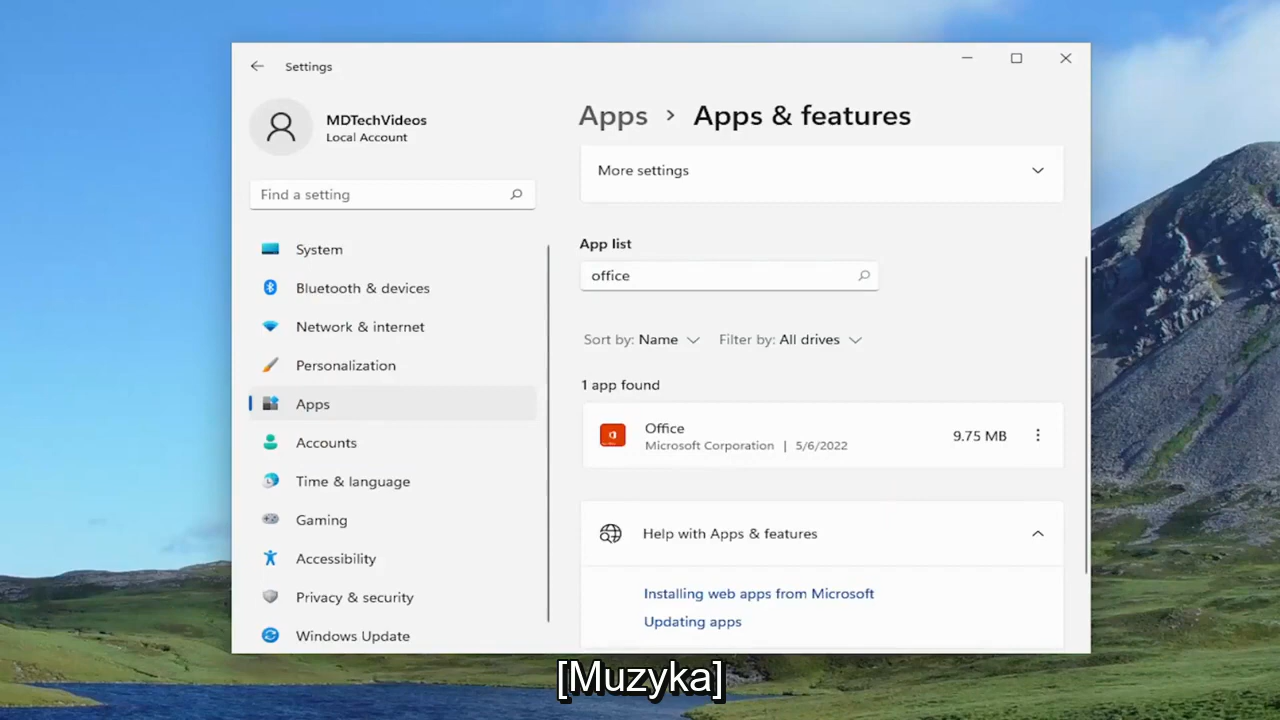 Settings
MDTechVideos
Local Account
Find a setting
System
Bluetooth & devices
Network & internet
Personalization
Apps
Accounts
Time & language
Gaming
Accessibility
Privacy & security
Windows Update
Apps > Apps & features
More settings
App list
office
Sort by: Name Filter by: All drives
1 app found
Office
Microsoft Corporation | 5/6/2022
9.75 MB
Help with Apps & features
Installing web apps from Microsoft
Updating apps
[Muzyka]